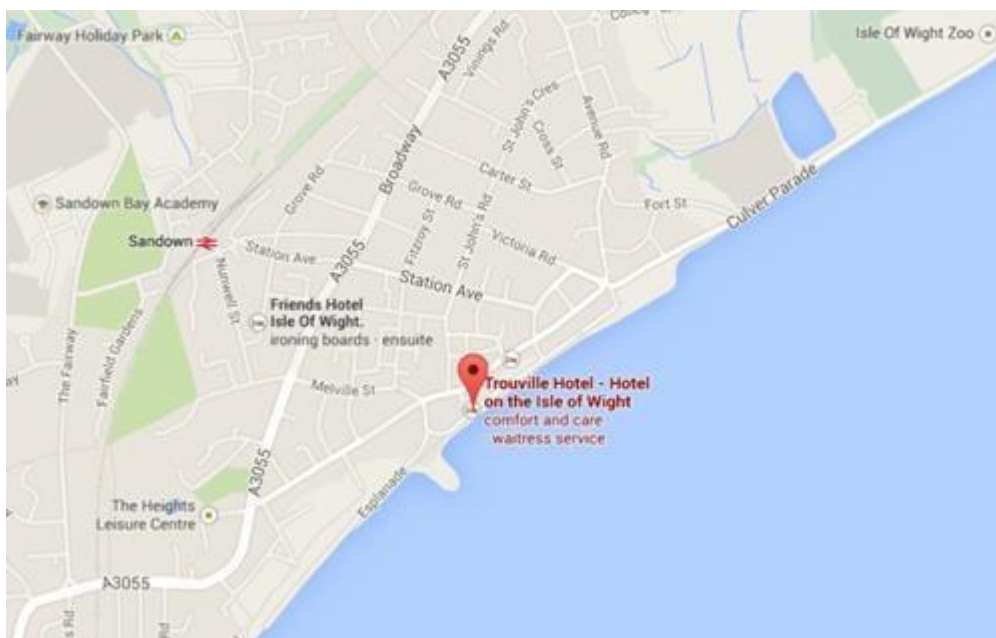 Fairway Holiday Park
Isle Of Wight Zoo
A3055
Vinings Rd
St John's Cres
Cross St
Avenue Rd
Broadway
Grove Rd
Carter St
Grove Rd
Fort St
Culver Parade
Sandown Bay Academy
Sandown
Station Ave
Fitzroy St
St John's Rd
Victoria Rd
A3055
Station Ave
Nunwell St
Friends Hotel
Isle Of Wight.
ironing boards · ensuite
The Fairway
Fairfield Gardens
Melville St
Trouville Hotel - Hotel
on the Isle of Wight
comfort and care
waitress service
A3055
Esplanade
The Heights
Leisure Centre
A3055